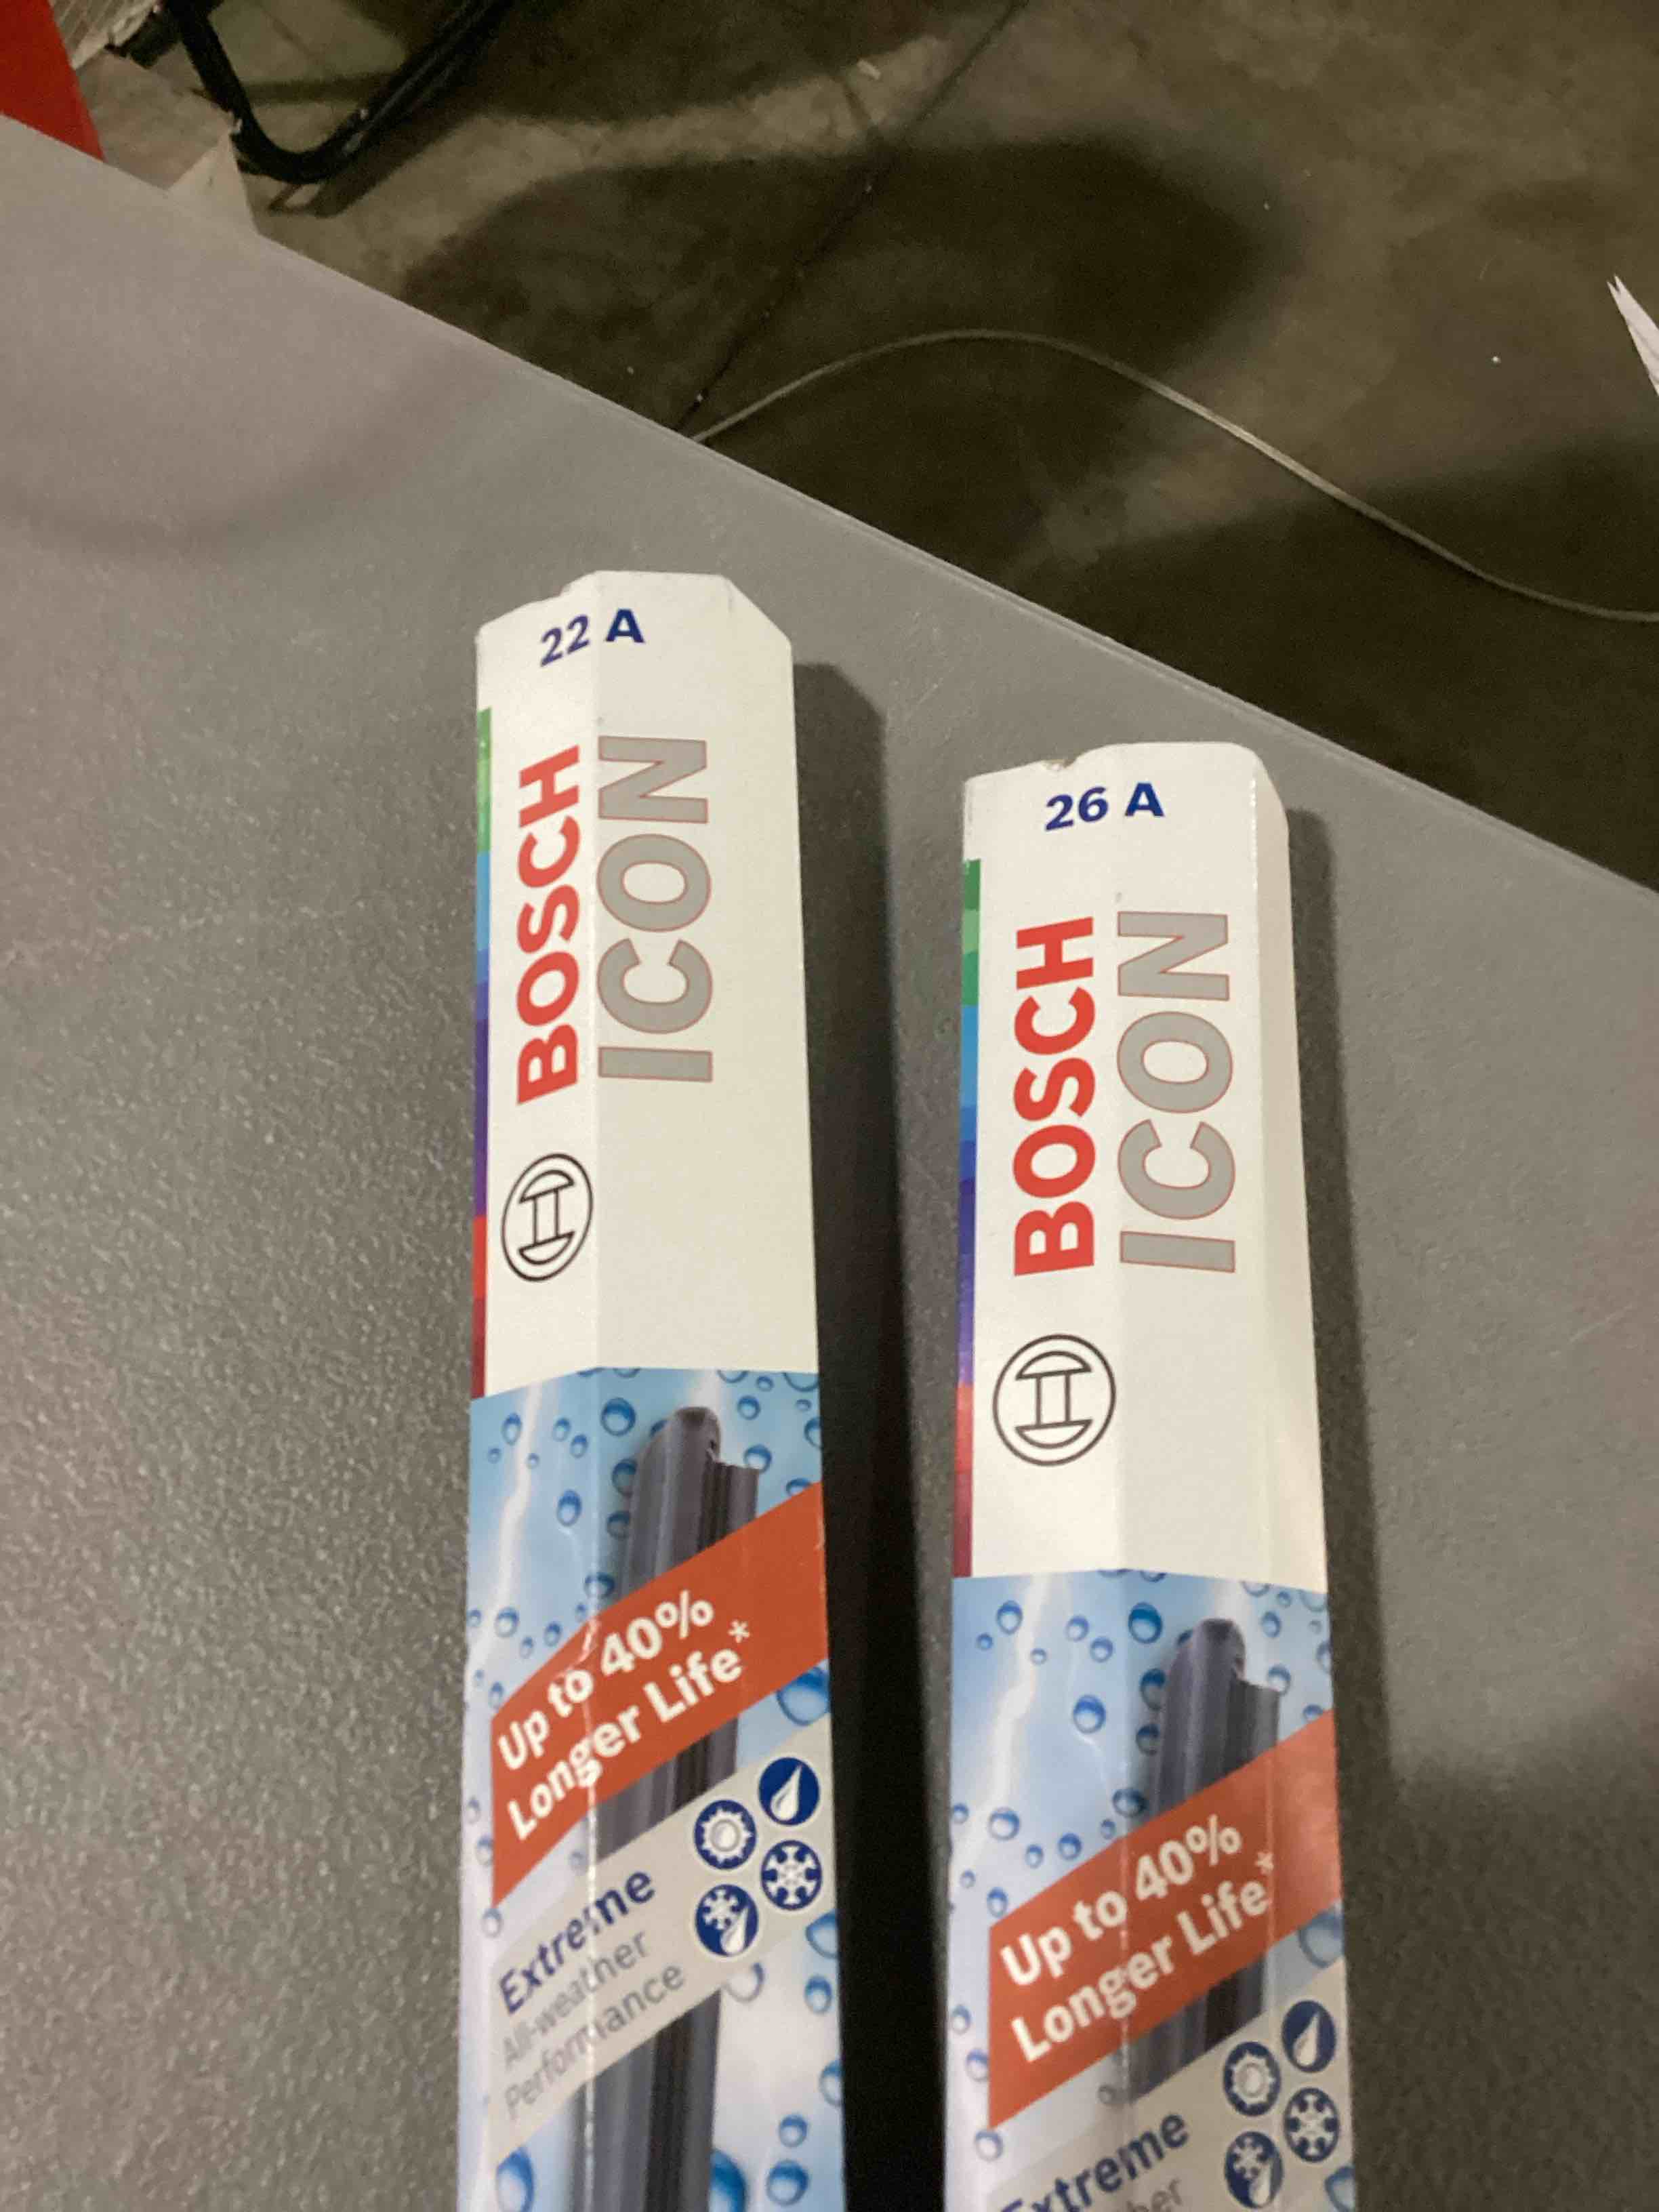 22 A
BOSCH
ICON
Up to 40%
Longer Life*
Extreme
All-weather
Performance
26 A
BOSCH
ICON
Up to 40%
Longer Life*
Extreme